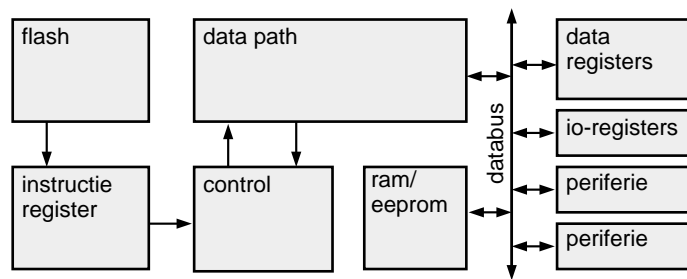 flash
data path
data
registers
io-registers
databus
instructie
register
control
ram/
eeprom
periferie
periferie